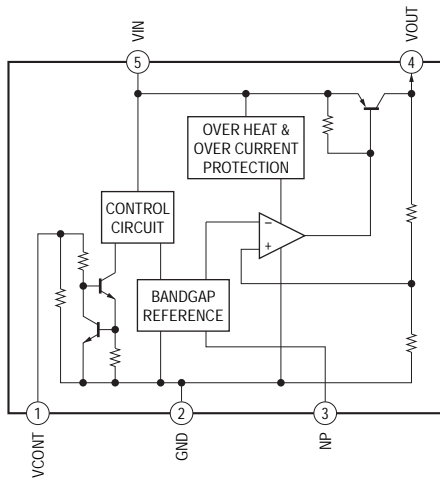 VIN
VOUT
5
4
OVER HEAT &
OVER CURRENT
PROTECTION
CONTROL
CIRCUIT
−
+
BANDGAP
REFERENCE
1
2
3
VCONT
GND
NP